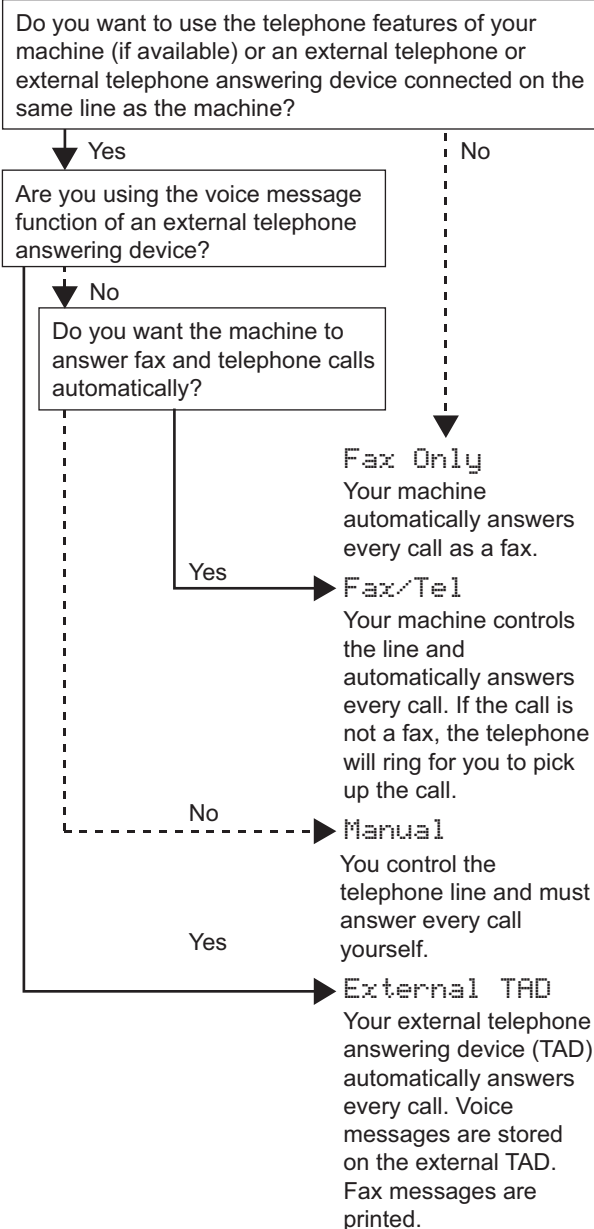 Do you want to use the telephone features of your
machine (if available) or an external telephone or
external telephone answering device connected on the
same line as the machine?
Yes
No
Are you using the voice message
function of an external telephone
answering device?
No
Do you want the machine to
answer fax and telephone calls
automatically?
Fax Only
Your machine
automatically answers
every call as a fax.
Yes
Fax/Tel
Your machine controls
the line and
automatically answers
every call. If the call is
not a fax, the telephone
will ring for you to pick
up the call.
No
Manual
You control the
telephone line and must
answer every call
yourself.
Yes
External TAD
Your external telephone
answering device (TAD)
automatically answers
every call. Voice
messages are stored
on the external TAD.
Fax messages are
printed.